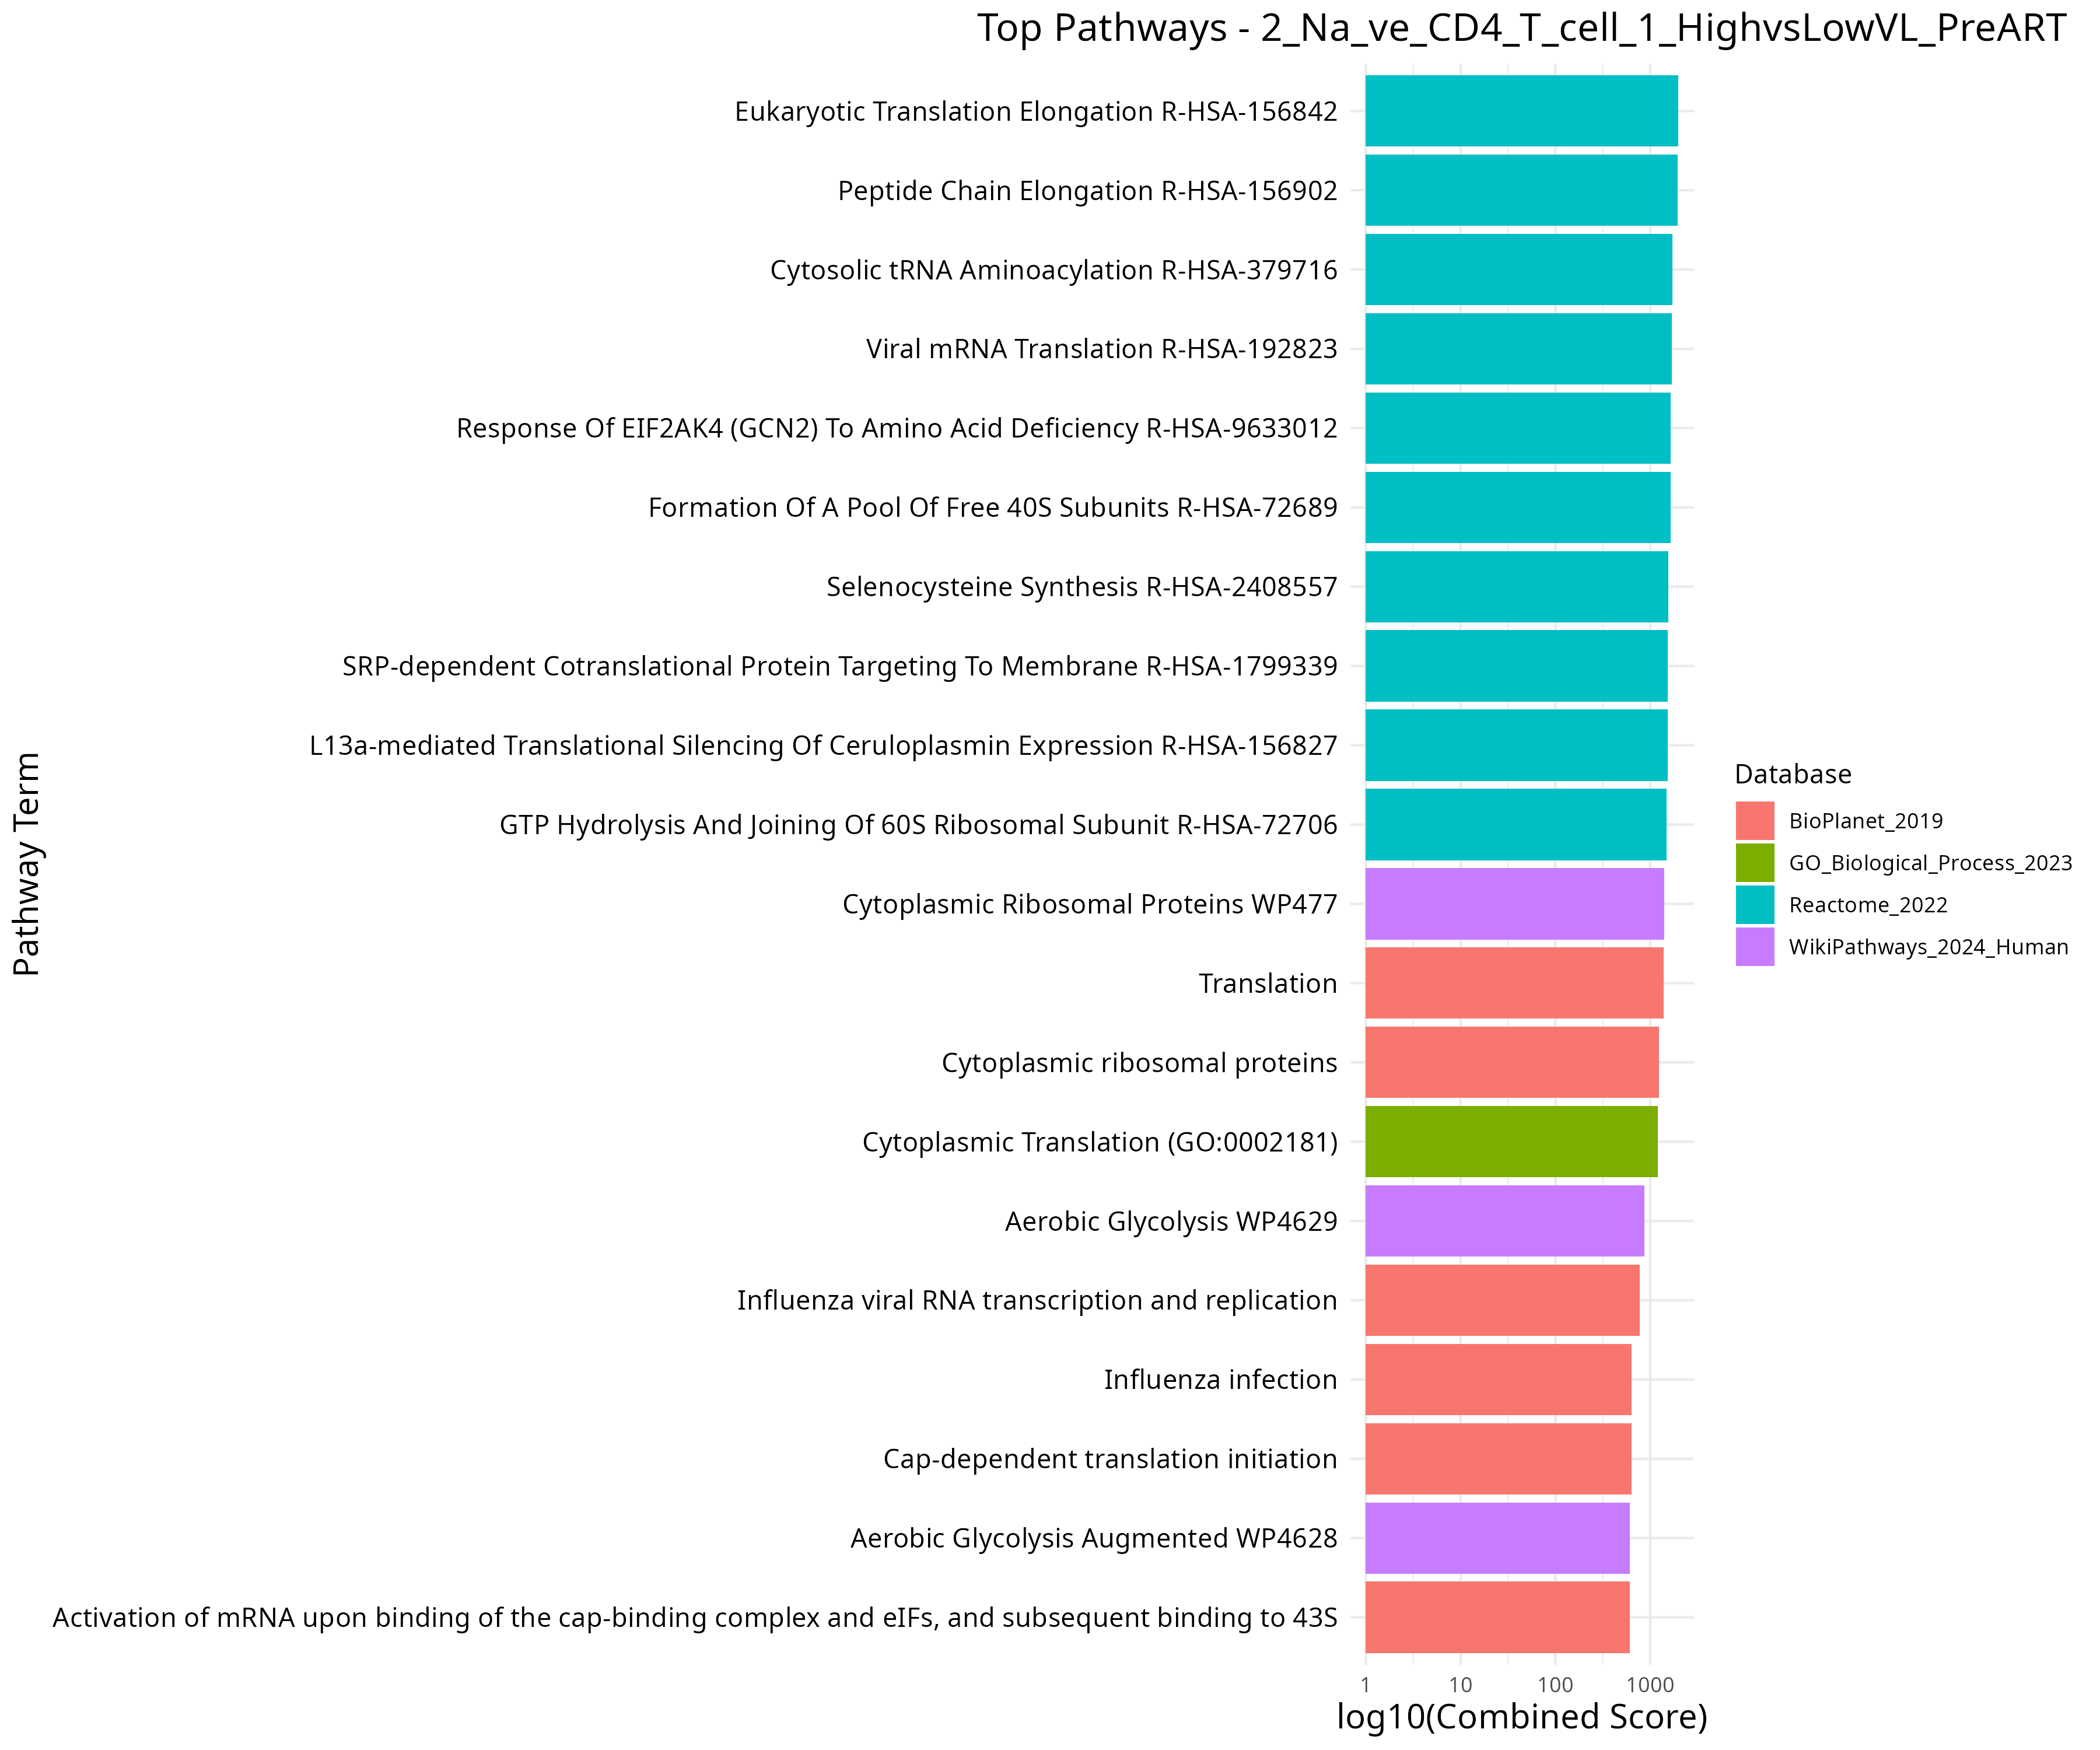 Top Pathways - 2_Na_ve_CD4_T_cell_1_HighvsLowVL_PreART
Pathway Term
Eukaryotic Translation Elongation R-HSA-156842
Peptide Chain Elongation R-HSA-156902
Cytosolic tRNA Aminoacylation R-HSA-379716
Viral mRNA Translation R-HSA-192823
Response Of EIF2AK4 (GCN2) To Amino Acid Deficiency R-HSA-9633012
Formation Of A Pool Of Free 40S Subunits R-HSA-72689
Selenocysteine Synthesis R-HSA-2408557
SRP-dependent Cotranslational Protein Targeting To Membrane R-HSA-1799339
L13a-mediated Translational Silencing Of Ceruloplasmin Expression R-HSA-156827
GTP Hydrolysis And Joining Of 60S Ribosomal Subunit R-HSA-72706
Cytoplasmic Ribosomal Proteins WP477
Translation
Cytoplasmic ribosomal proteins
Cytoplasmic Translation (GO:0002181)
Aerobic Glycolysis WP4629
Influenza viral RNA transcription and replication
Influenza infection
Cap-dependent translation initiation
Aerobic Glycolysis Augmented WP4628
Activation of mRNA upon binding of the cap-binding complex and eIFs, and subsequent binding to 43S
1 10 100 1000
log10(Combined Score)
Database
BioPlanet_2019
GO_Biological_Process_2023
Reactome_2022
WikiPathways_2024_Human